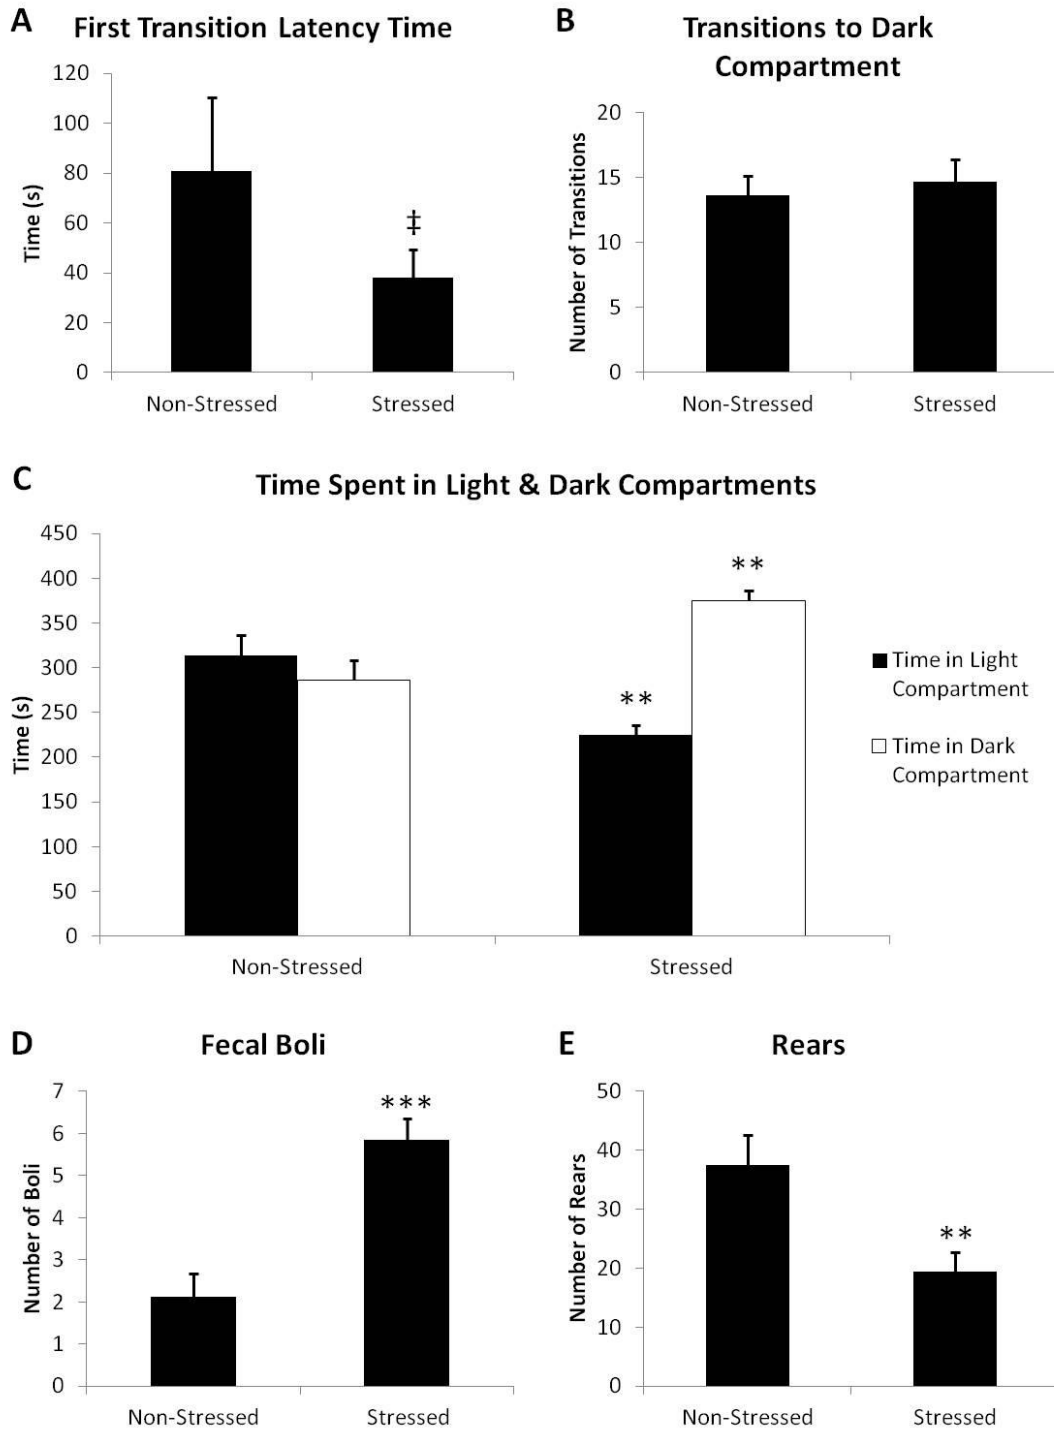 A
First Transition Latency Time
120
100
80
60
40
20
0
Time (s)
‡
Non-Stressed
Stressed
B
Transitions to Dark
Compartment
20
15
10
5
0
Number of Transitions
Non-Stressed
Stressed
C
Time Spent in Light & Dark Compartments
450
400
350
300
250
200
150
100
50
0
Time (s)
**
**
Non-Stressed
Stressed
Time in Light
Compartment
Time in Dark
Compartment
D
Fecal Boli
7
6
5
4
3
2
1
0
Number of Boli
***
Non-Stressed
Stressed
E
Rears
50
40
30
20
10
0
Number of Rears
**
Non-Stressed
Stressed